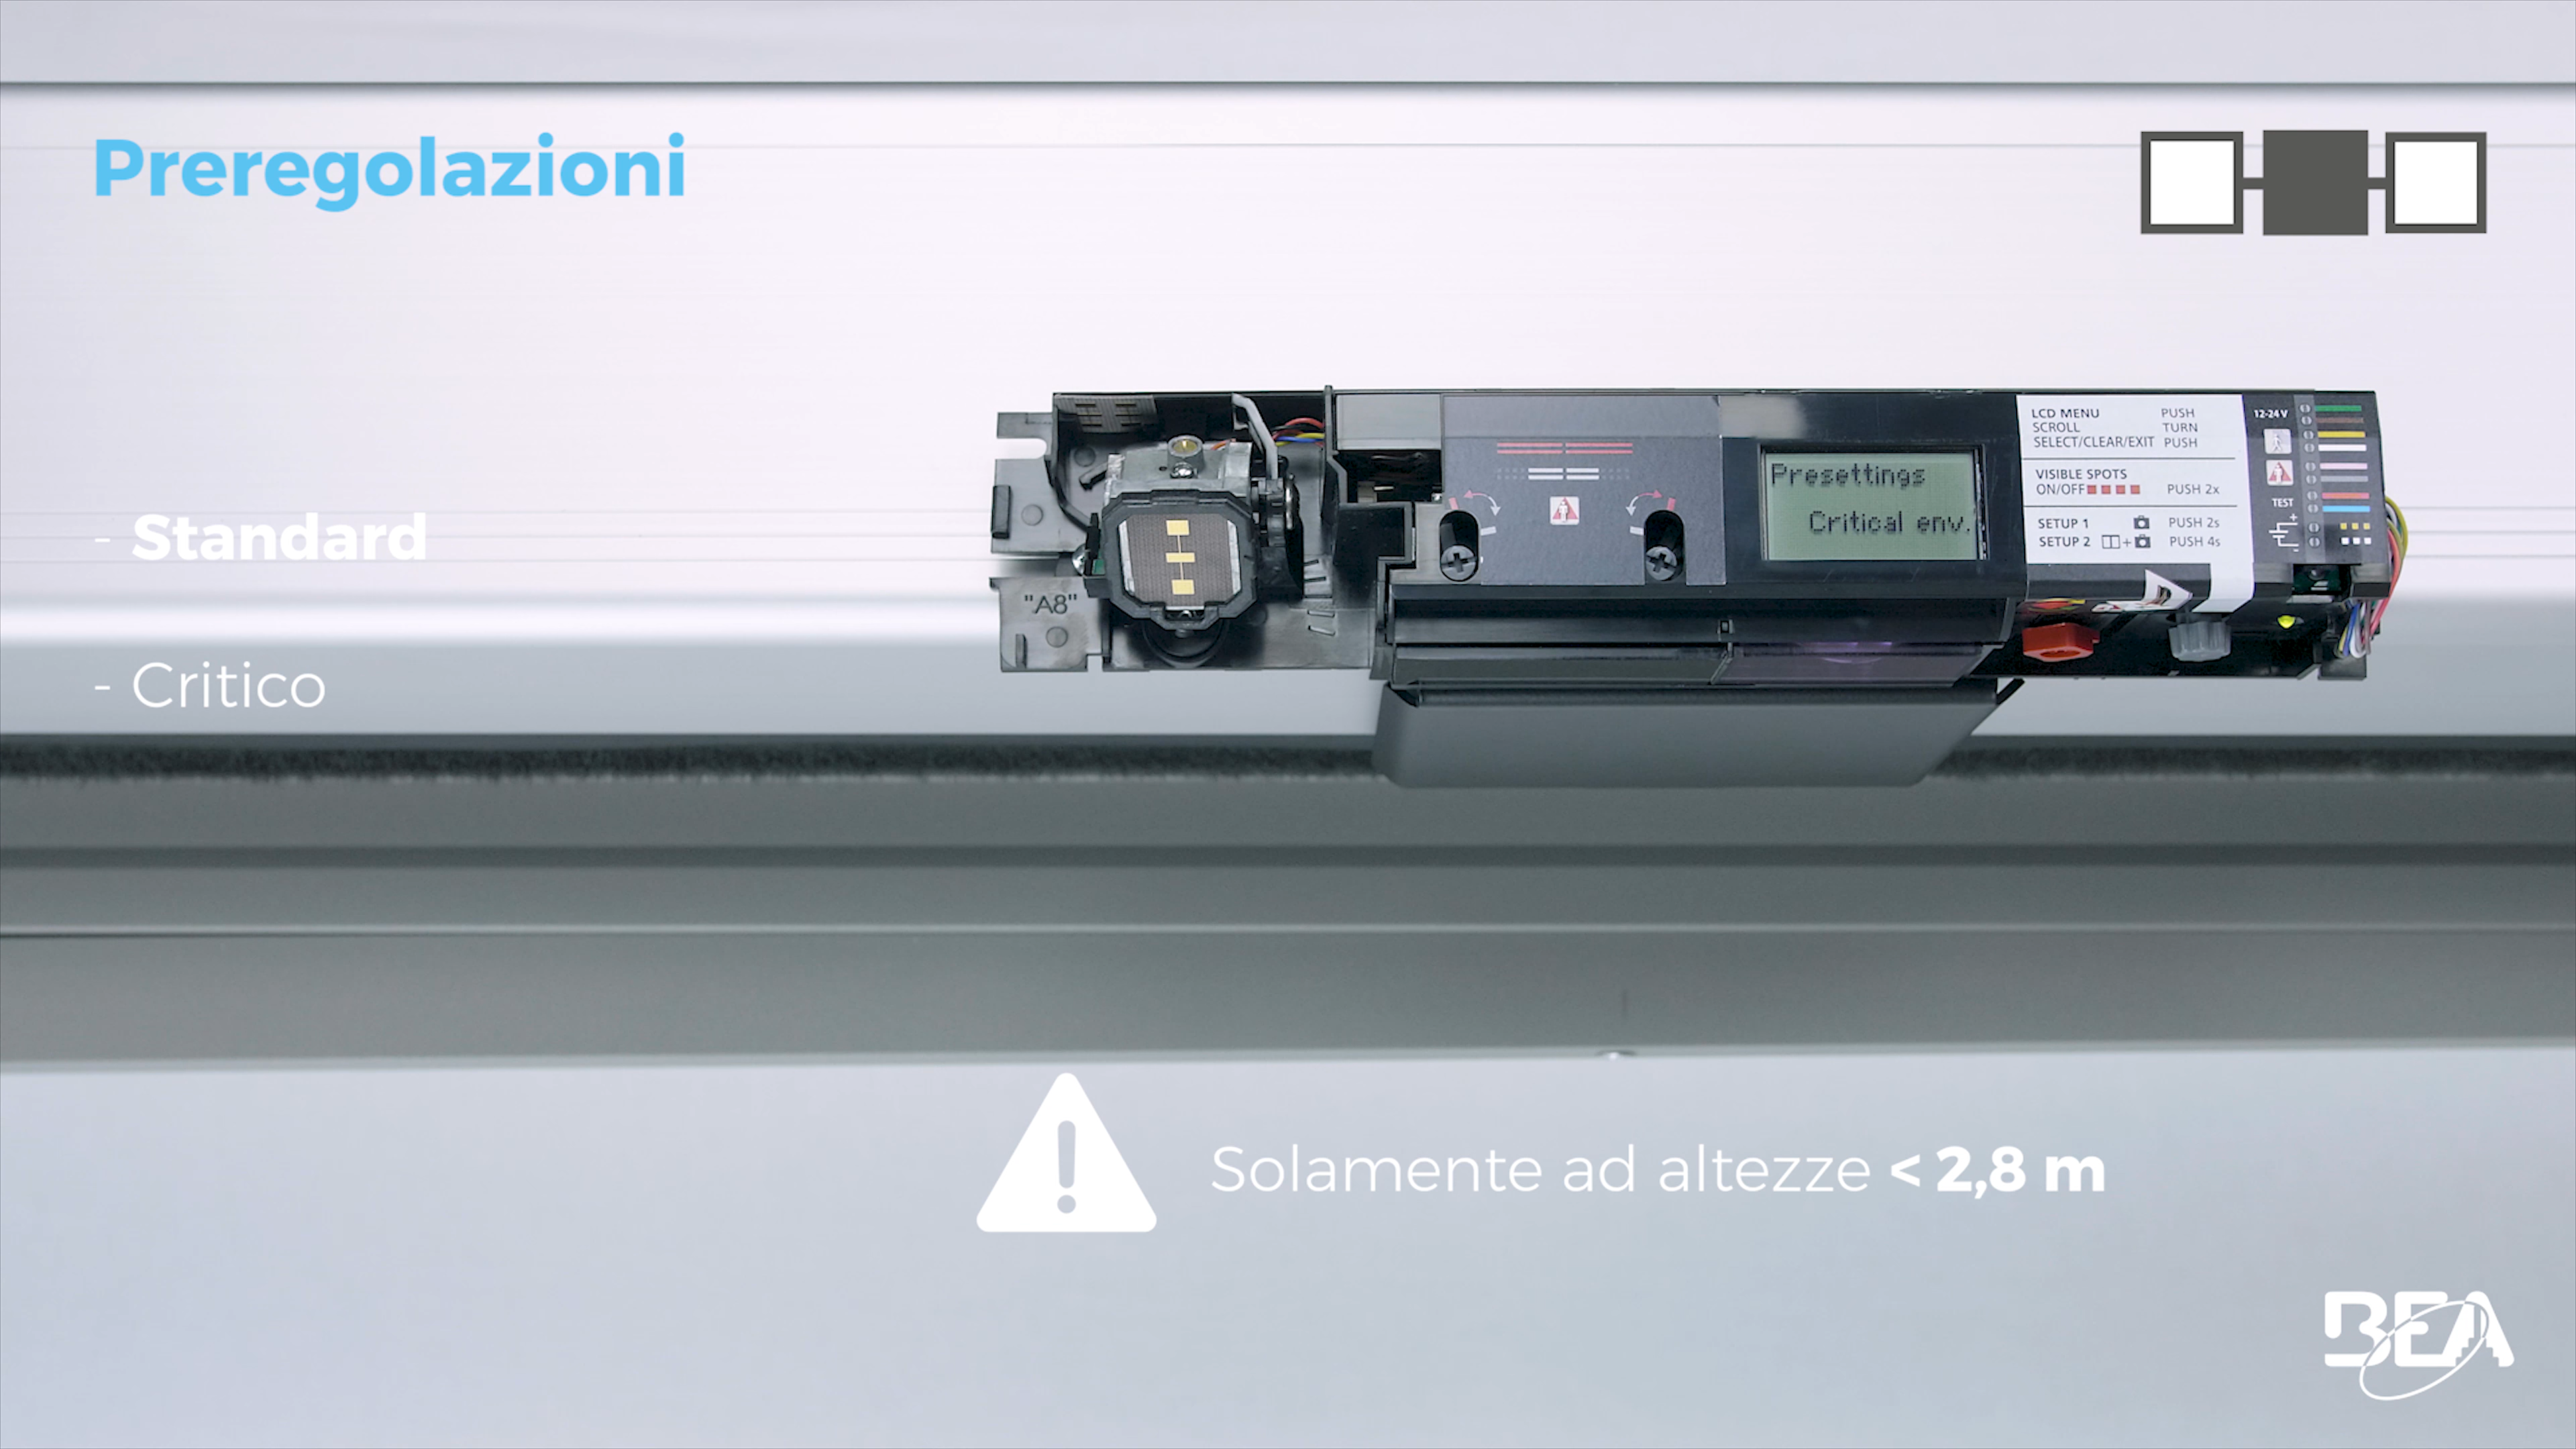 Preregolazioni
- Standard
- Critico
"A8"
Presettings
Critical env.
LCD MENU PUSH
SCROLL TURN
SELECT/CLEAR/EXIT PUSH
VISIBLE SPOTS
ON/OFF PUSH 2x
SETUP 1 PUSH 2s
SETUP 2 + PUSH 4s
12-24 V
TEST
+
-
Solamente ad altezze < 2,8 m
BEA